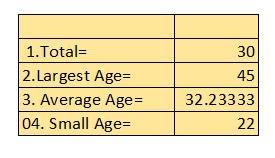 1.Total= 30
2.Largest Age= 45
3. Average Age= 32.23333
04. Small Age= 22